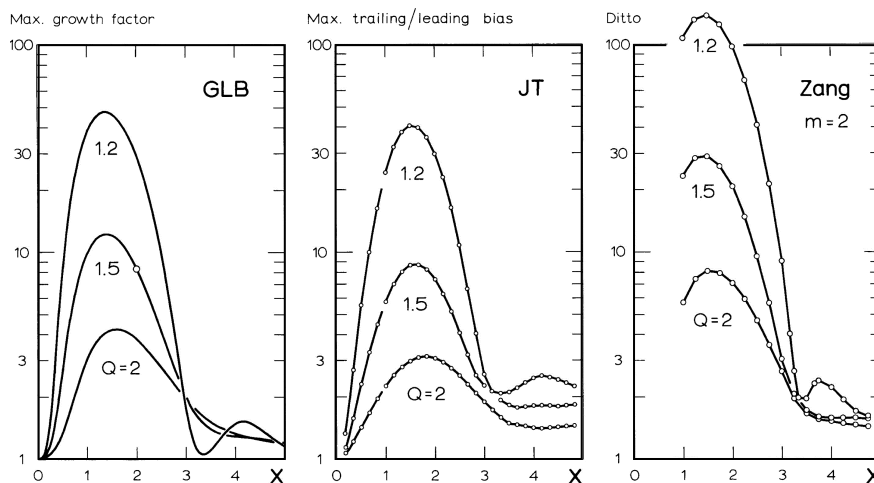 Max. growth factor
100
30
10
3
1
GLB
1.2
1.5
Q=2
0 1 2 3 4 X
Max. trailing/leading bias
100
30
10
3
1
JT
1.2
1.5
Q=2
0 1 2 3 4 X
Ditto
100
30
10
3
1
Zang
m=2
1.2
1.5
Q=2
0 1 2 3 4 X